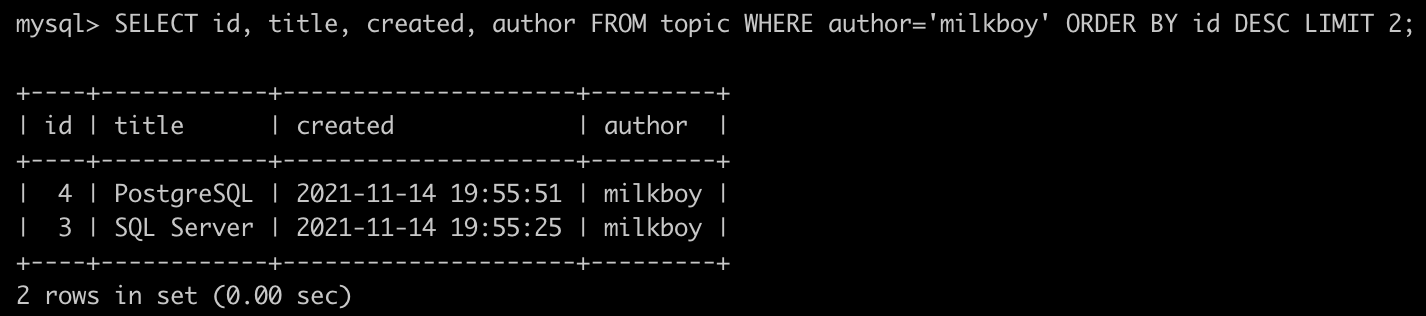 mysql> SELECT id, title, created, author FROM topic WHERE author='milkboy' ORDER BY id DESC LIMIT 2;
+----+------------+---------------------+---------+
| id | title      | created             | author  |
+----+------------+---------------------+---------+
|  4 | PostgreSQL | 2021-11-14 19:55:51 | milkboy |
|  3 | SQL Server | 2021-11-14 19:55:25 | milkboy |
+----+------------+---------------------+---------+
2 rows in set (0.00 sec)